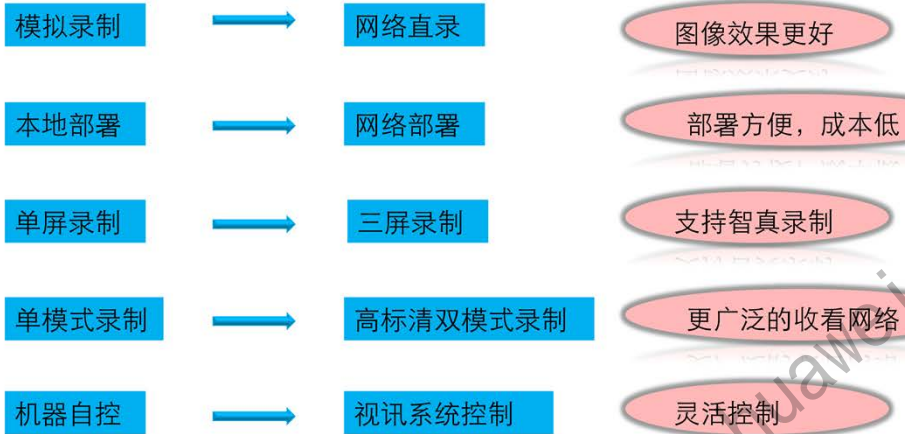 模拟录制 网络直录 图像效果更好
本地部署 网络部署 部署方便，成本低
单屏录制 三屏录制 支持智真录制
单模式录制 高标清双模式录制 更广泛的收看网络
机器自控 视讯系统控制 灵活控制
huawei.